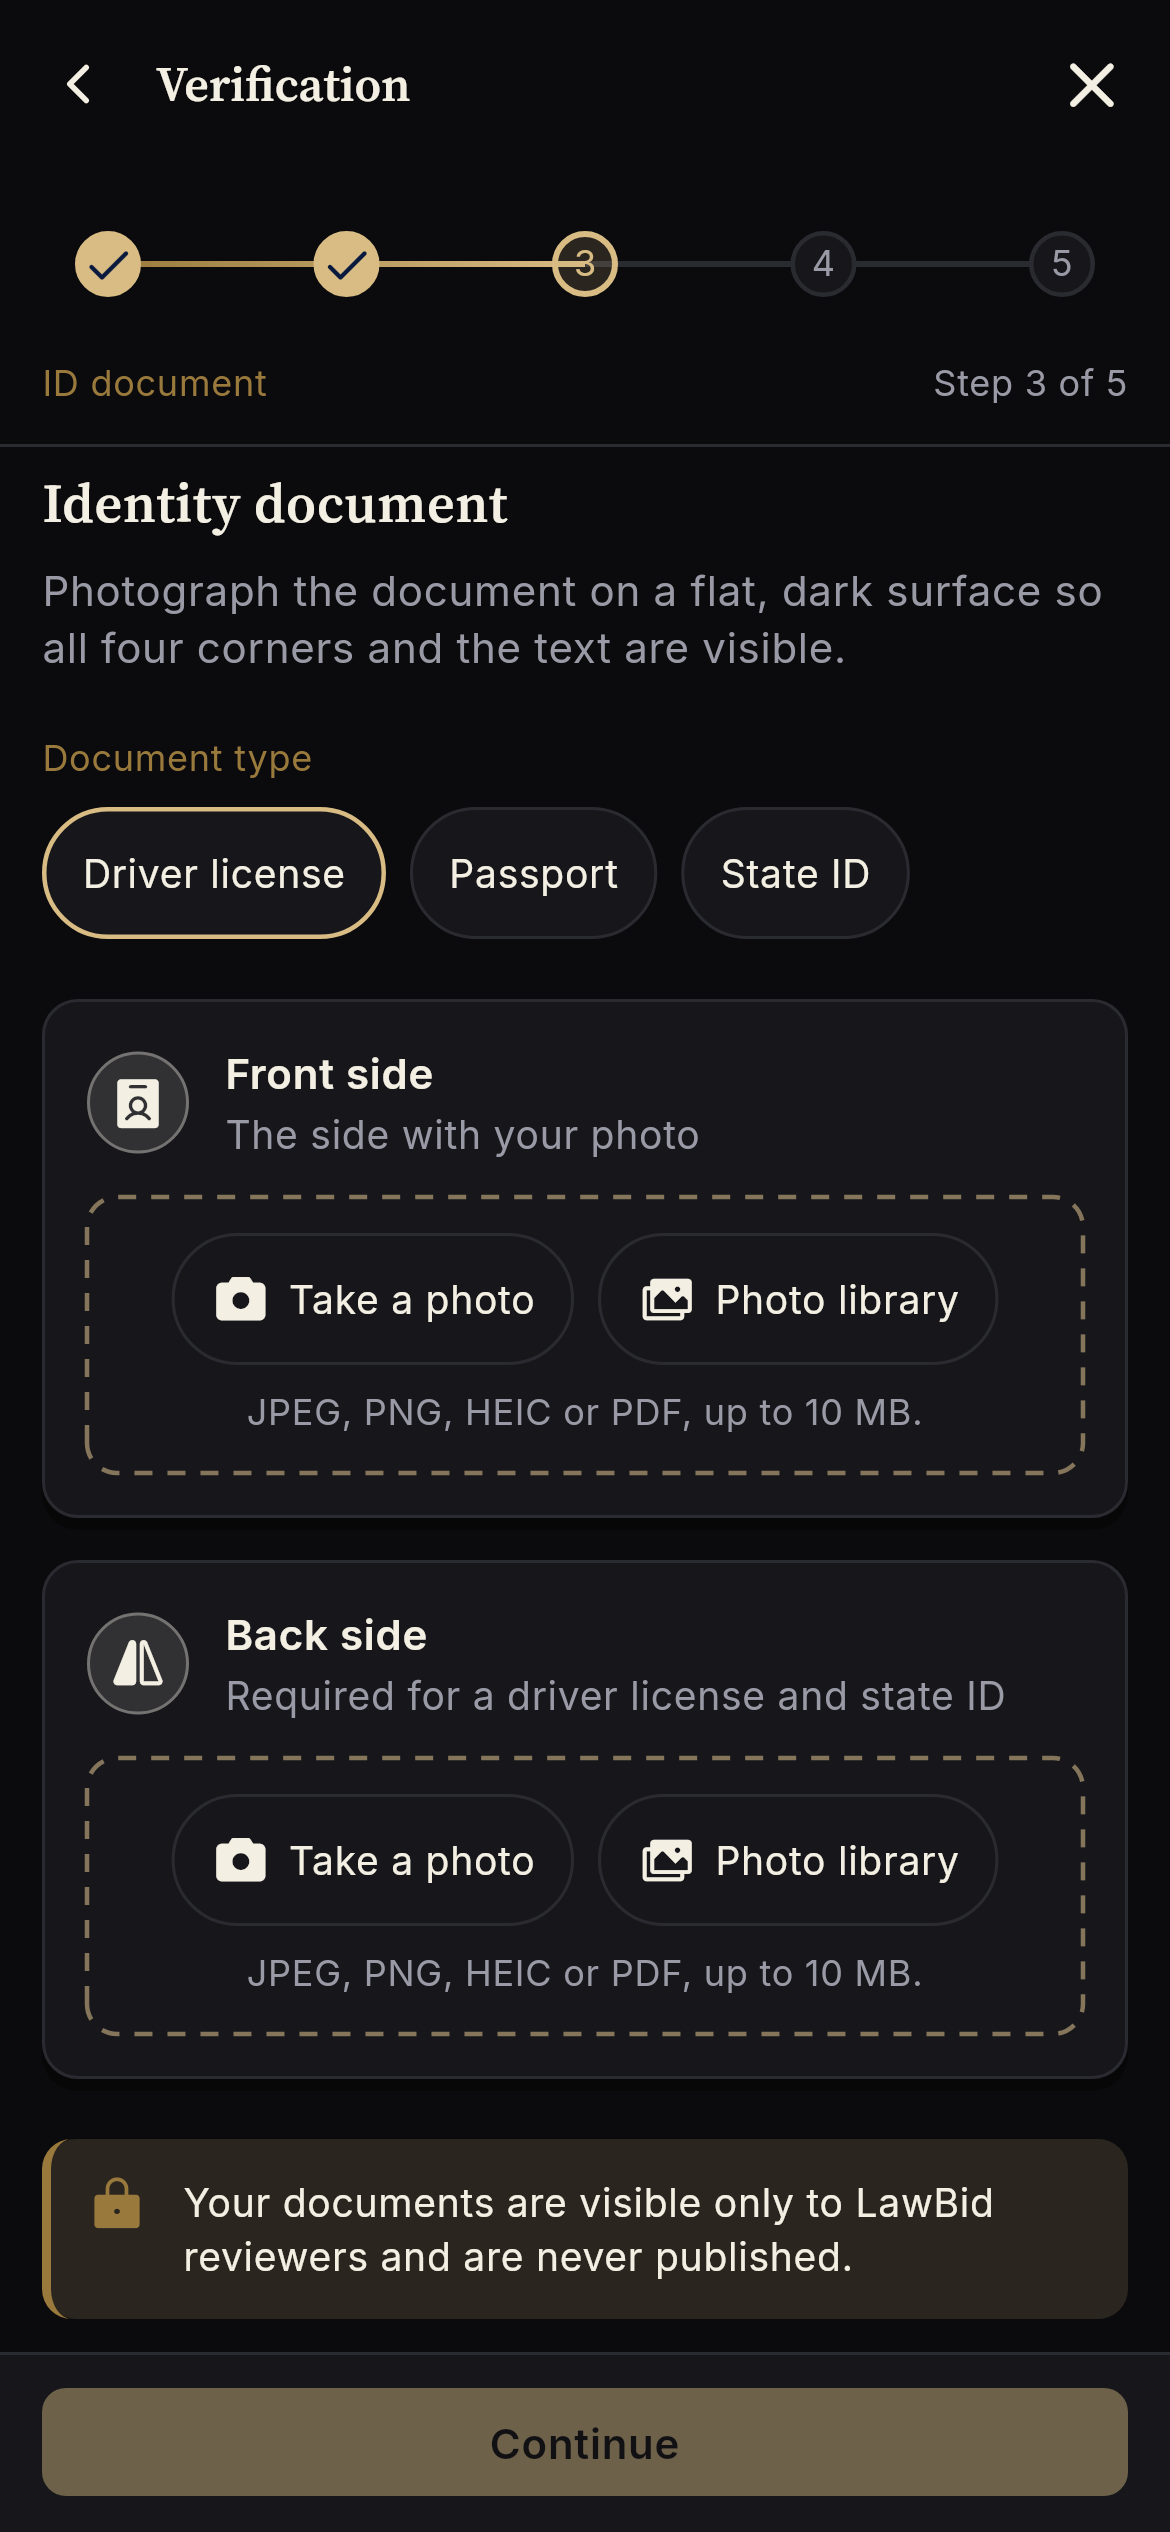 Verification
3
4
5
ID document
Step 3 of 5
Identity document
Photograph the document on a flat, dark surface so
all four corners and the text are visible.
Document type
Driver license
Passport
State ID
Front side
The side with your photo
Take a photo
Photo library
JPEG, PNG, HEIC or PDF, up to 10 MB.
Back side
Required for a driver license and state ID
Take a photo
Photo library
JPEG, PNG, HEIC or PDF, up to 10 MB.
Your documents are visible only to LawBid
reviewers and are never published.
Continue